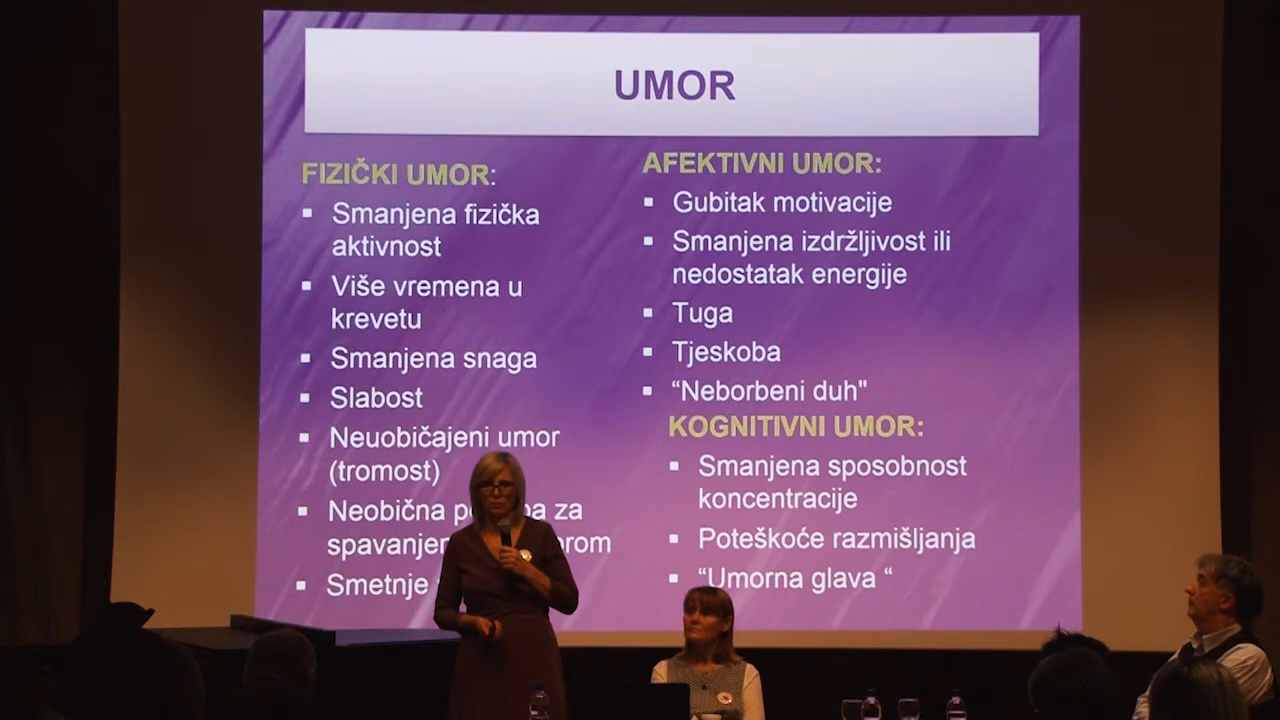 UMOR
FIZIČKI UMOR:
Smanjena fizička
aktivnost
Više vremena u
krevetu
Smanjena snaga
Slabost
Neuobičajeni umor
(tromost)
Neobična za
Smetnje
AFEKTIVNI UMOR:
Gubitak motivacije
Smanjena izdržljivost ili
nedostatak energije
Tuga
Tjeskoba
“Neborbeni duh"
KOGNITIVNI UMOR:
Smanjena sposobnost
koncentracije
Poteškoće razmišljanja
“Umorna glava “